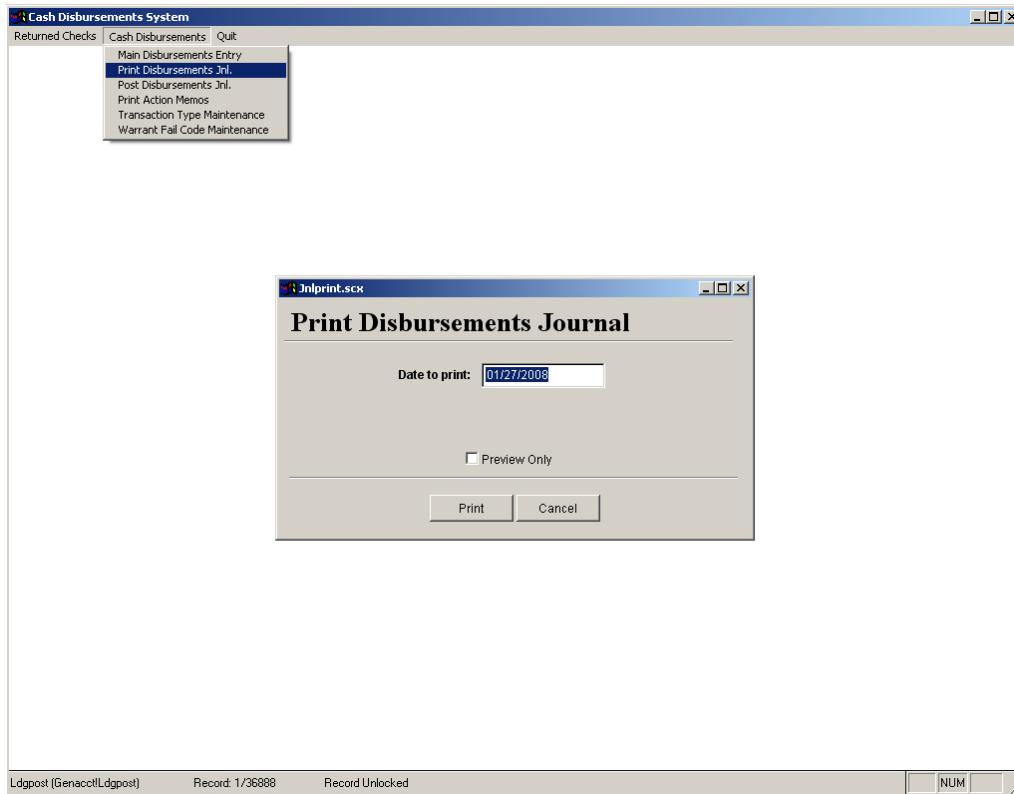 Cash Disbursements System
Returned Checks Cash Disbursements Quit
Main Disbursements Entry
Print Disbursements Jnl.
Post Disbursements Jnl.
Print Action Memos
Transaction Type Maintenance
Warrant Fail Code Maintenance
Jnlprint.scx
Print Disbursements Journal
Date to print: 01/27/2008
Preview Only
Print Cancel
Ldgpost (Genacct!Ldgpost) Record: 1/36888 Record Unlocked NUM